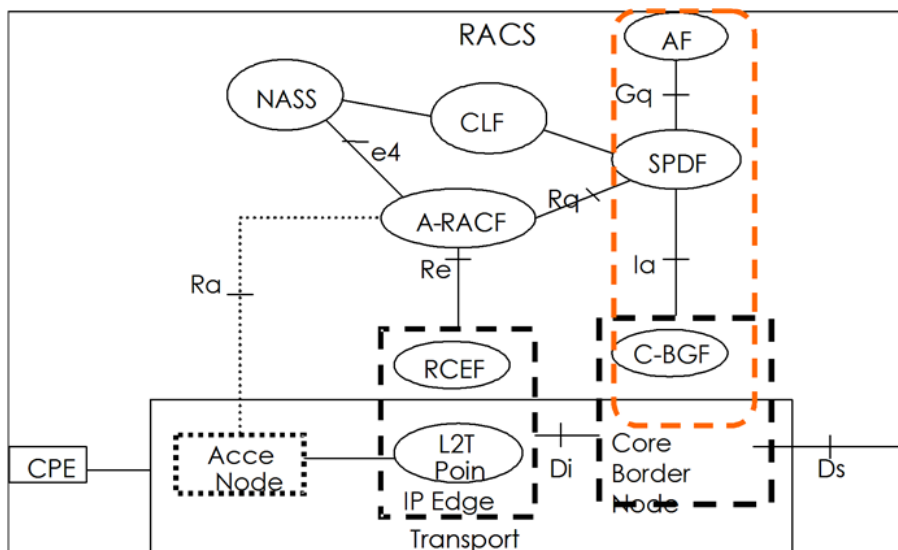 RACS
AF
NASS
Gq
CLF
e4
SPDF
Rq
A-RACF
Re
Ia
Ra
C-BGF
RCEF
CPE
Acce
Node
L2T
Poin
IP Edge
Di
Core
Border
Node
Ds
Transport